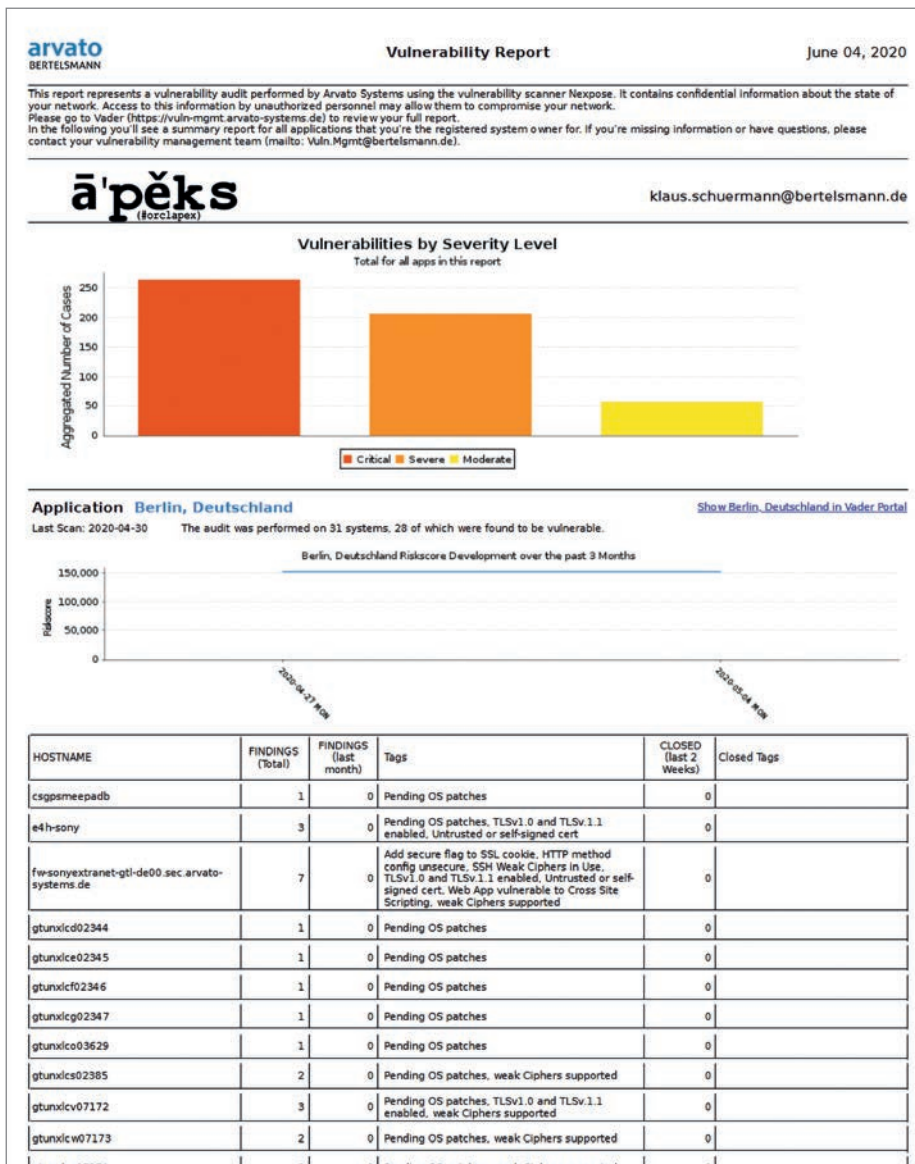 arvato
BERTELSMANN
Vulnerability Report
June 04, 2020
This report represents a vulnerability audit performed by Arvato Systems using the vulnerability scanner Nexpose. It contains confidential information about the state of
your network. Access to this information by unauthorized personnel may allow them to compromise your network.
Please go to Vader (https://vuln-mgmt.arvato-systems.de) to review your full report.
In the following you'll see a summary report for all applications that you're the registered system owner for. If you're missing information or have questions, please
contact your vulnerability management team (mailto: Vuln.Mgmt@bertelsmann.de).
ā'pěks
(#orclapex)
klaus.schuermann@bertelsmann.de
Vulnerabilities by Severity Level
Total for all apps in this report
Aggregated Number of Cases
250
200
150
100
50
0
Critical Severe Moderate
Application Berlin, Deutschland
Show Berlin, Deutschland in Vader Portal
Last Scan: 2020-04-30 The audit was performed on 31 systems, 28 of which were found to be vulnerable.
Berlin, Deutschland Riskscore Development over the past 3 Months
Riskscore
150,000
100,000
50,000
0
2020-04-27 MON
2020-05-04 MON
HOSTNAME FINDINGS (Total) FINDINGS (last month) Tags CLOSED (last 2 Weeks) Closed Tags
csgpsmeepadb 1 0 Pending OS patches 0
e4h-sony 3 0 Pending OS patches, TLSv1.0 and TLSv.1.1
enabled, Untrusted or self-signed cert 0
fw-sonyextranet-gtl-de00.sec.arvato-
systems.de 7 0 Add secure flag to SSL cookie, HTTP method
config unsecure, SSH Weak Ciphers in Use,
TLSv1.0 and TLSv.1.1 enabled, Untrusted or self-
signed cert, Web App vulnerable to Cross Site
Scripting, weak Ciphers supported 0
gtunxlcd02344 1 0 Pending OS patches 0
gtunxlce02345 1 0 Pending OS patches 0
gtunxlcf02346 1 0 Pending OS patches 0
gtunxlcg02347 1 0 Pending OS patches 0
gtunxlco03629 1 0 Pending OS patches 0
gtunxlcs02385 2 0 Pending OS patches, weak Ciphers supported 0
gtunxlcv07172 3 0 Pending OS patches, TLSv1.0 and TLSv.1.1
enabled, weak Ciphers supported 0
gtunxlcw07173 2 0 Pending OS patches, weak Ciphers supported 0